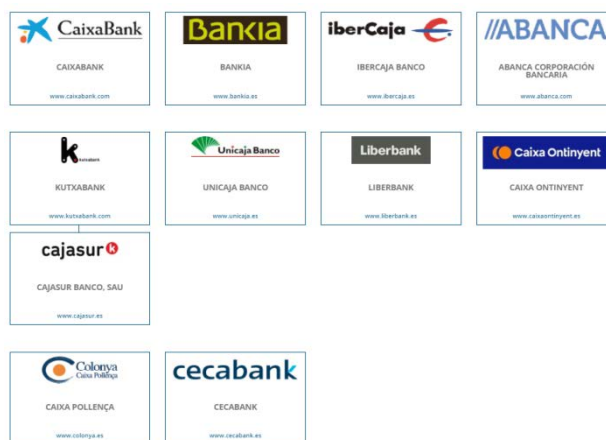 CaixaBank
CAIXABANK
www.caixabank.com
Bankia
BANKIA
www.bankia.es
iberCaja
IBERCAJA BANCO
www.ibercaja.es
//ABANCA
ABANCA CORPORACIÓN
BANCARIA
www.abanca.com
k
kutxabank
KUTXABANK
www.kutxabank.com
Unicaja Banco
UNICAJA BANCO
www.unicaja.es
Liberbank
LIBERBANK
www.liberbank.es
Caixa Ontinyent
CAIXA ONTINYENT
www.caixaontinyent.es
cajasur k
CAJASUR BANCO, SAU
www.cajasur.es
Colonya
Caixa Pollença
CAIXA POLLENÇA
www.colonya.es
cecabank
CECABANK
www.cecabank.es